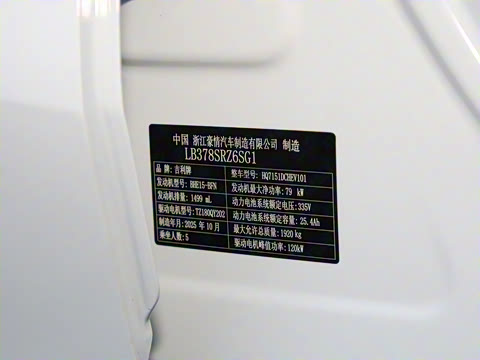 中国 浙江豪情汽车制造有限公司 制造
LB378SRZ6SG1
品 牌：吉利牌 整车型号：HQ7151DCHEV101
发动机型号：BHE15-BFN 发动机最大净功率：79 kW
发动机排量：1499 mL 动力电池系统额定电压：335V
驱动电机型号：TZ180QY202 动力电池系统额定容量：25.4Ah
制造年月：2025 年 10 月 最大允许总质量：1920 kg
乘坐人数：5 驱动电机峰值功率：120kW